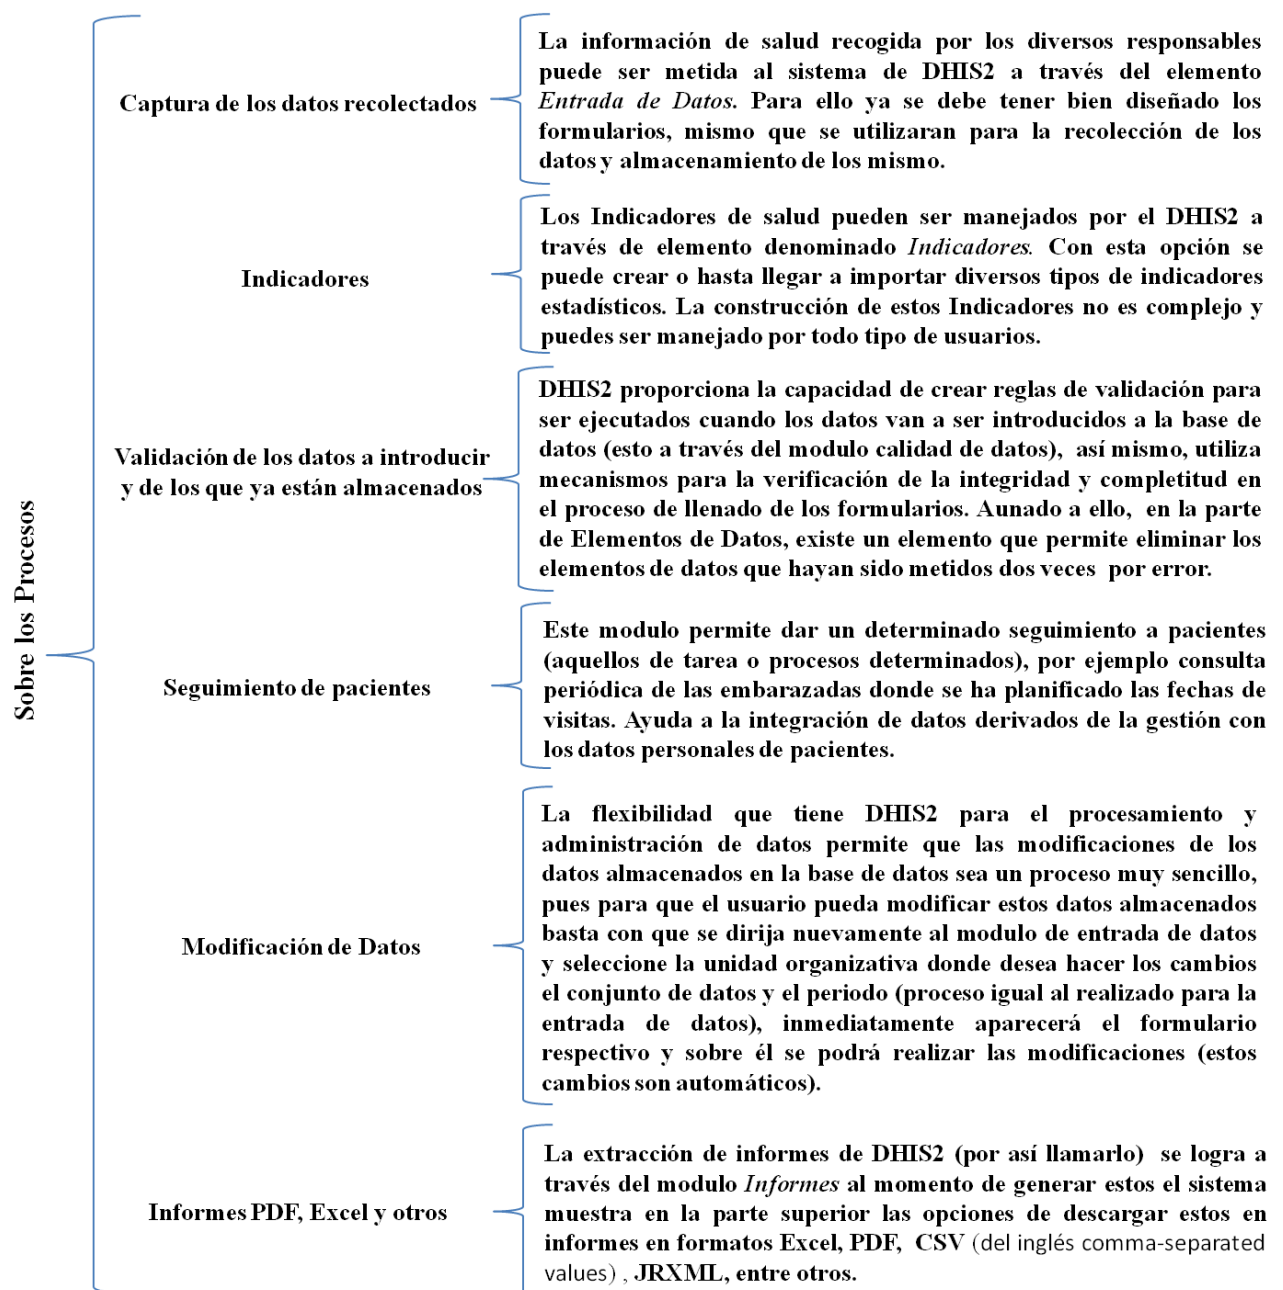 Sobre los Procesos
Captura de los datos recolectados
La información de salud recogida por los diversos responsables
puede ser metida al sistema de DHIS2 a través del elemento
Entrada de Datos. Para ello ya se debe tener bien diseñado los
formularios, mismo que se utilizaran para la recolección de los
datos y almacenamiento de los mismo.
Indicadores
Los Indicadores de salud pueden ser manejados por el DHIS2 a
través de elemento denominado Indicadores. Con esta opción se
puede crear o hasta llegar a importar diversos tipos de indicadores
estadísticos. La construcción de estos Indicadores no es complejo y
puedes ser manejado por todo tipo de usuarios.
Validación de los datos a introducir
y de los que ya están almacenados
DHIS2 proporciona la capacidad de crear reglas de validación para
ser ejecutados cuando los datos van a ser introducidos a la base de
datos (esto a través del modulo calidad de datos), así mismo, utiliza
mecanismos para la verificación de la integridad y completitud en
el proceso de llenado de los formularios. Aunado a ello, en la parte
de Elementos de Datos, existe un elemento que permite eliminar los
elementos de datos que hayan sido metidos dos veces por error.
Seguimiento de pacientes
Este modulo permite dar un determinado seguimiento a pacientes
(aquellos de tarea o procesos determinados), por ejemplo consulta
periódica de las embarazadas donde se ha planificado las fechas de
visitas. Ayuda a la integración de datos derivados de la gestión con
los datos personales de pacientes.
Modificación de Datos
La flexibilidad que tiene DHIS2 para el procesamiento y
administración de datos permite que las modificaciones de los
datos almacenados en la base de datos sea un proceso muy sencillo,
pues para que el usuario pueda modificar estos datos almacenados
basta con que se dirija nuevamente al modulo de entrada de datos
y seleccione la unidad organizativa donde desea hacer los cambios
el conjunto de datos y el periodo (proceso igual al realizado para la
entrada de datos), inmediatamente aparecerá el formulario
respectivo y sobre él se podrá realizar las modificaciones (estos
cambios son automáticos).
Informes PDF, Excel y otros
La extracción de informes de DHIS2 (por así llamarlo) se logra a
través del modulo Informes al momento de generar estos el sistema
muestra en la parte superior las opciones de descargar estos en
informes en formatos Excel, PDF, CSV (del inglés comma-separated
values) , JRXML, entre otros.